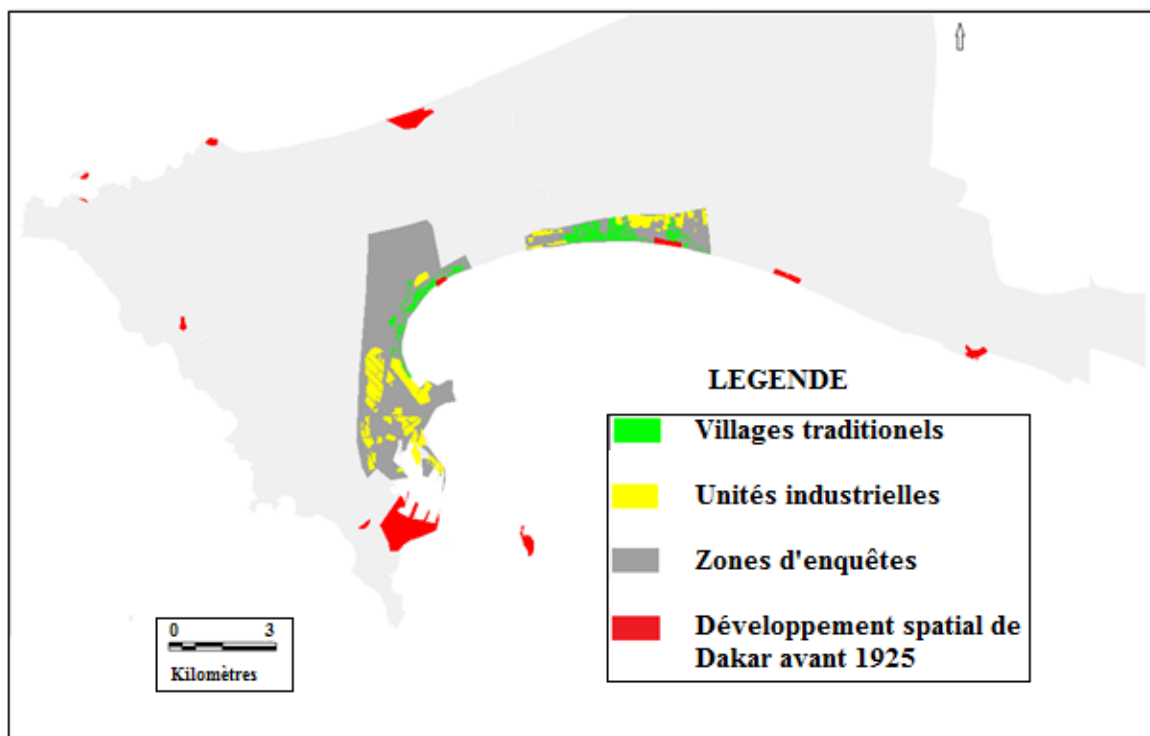 LEGENDE
Villages traditionels
Unités industrielles
Zones d'enquêtes
Développement spatial de
Dakar avant 1925
0 3
Kilomètres